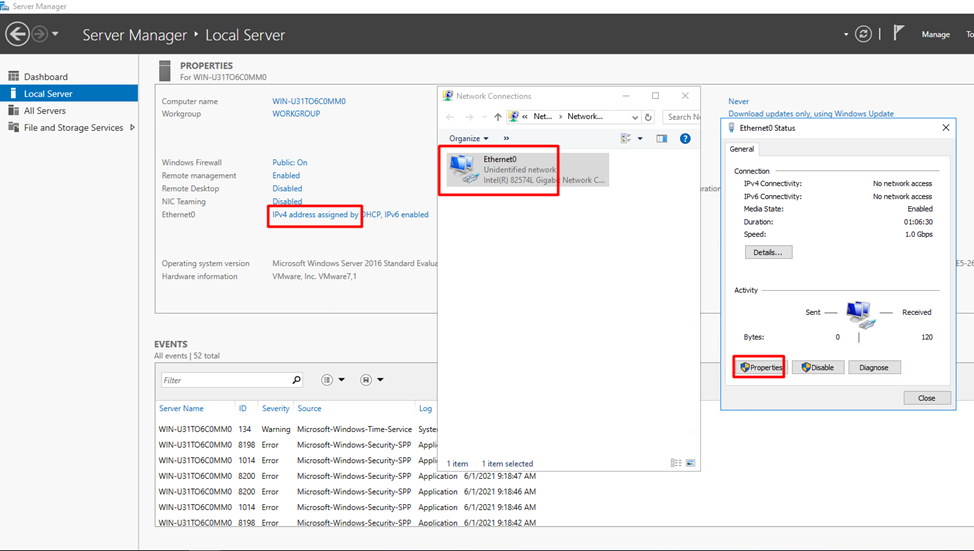 Server Manager
Server Manager ‣ Local Server
Manage
To
Dashboard
Local Server
All Servers
File and Storage Services
PROPERTIES
For WIN-U31TO6C0MM0
Computer name WIN-U31TO6C0MM0
Workgroup WORKGROUP
Windows Firewall Public: On
Remote management Enabled
Remote Desktop Disabled
NIC Teaming Disabled
Ethernet0 IPv4 address assigned by DHCP, IPv6 enabled
Operating system version Microsoft Windows Server 2016 Standard Evalua
Hardware information VMware, Inc. VMware7,1
Never
Download updates only, using Windows Update
ration
E5-26
EVENTS
All events | 52 total
Filter
Server Name ID Severity Source Log
WIN-U31TO6C0MM0 134 Warning Microsoft-Windows-Time-Service System
WIN-U31TO6C0MM0 8198 Error Microsoft-Windows-Security-SPP Applic
WIN-U31TO6C0MM0 1014 Error Microsoft-Windows-Security-SPP Applic
WIN-U31TO6C0MM0 8200 Error Microsoft-Windows-Security-SPP Application 6/1/2021 9:18:47 AM
WIN-U31TO6C0MM0 8200 Error Microsoft-Windows-Security-SPP Application 6/1/2021 9:18:46 AM
WIN-U31TO6C0MM0 1014 Error Microsoft-Windows-Security-SPP Application 6/1/2021 9:18:46 AM
WIN-U31TO6C0MM0 8198 Error Microsoft-Windows-Security-SPP Application 6/1/2021 9:18:42 AM
Network Connections
« Net... › Network...
Search Ne
Organize »
Ethernet0
Unidentified network
Intel(R) 82574L Gigabit Network C...
1 item 1 item selected
Ethernet0 Status
General
Connection
IPv4 Connectivity: No network access
IPv6 Connectivity: No network access
Media State: Enabled
Duration: 01:06:30
Speed: 1.0 Gbps
Details...
Activity
Sent — — Received
Bytes: 0 | 120
Properties Disable Diagnose
Close